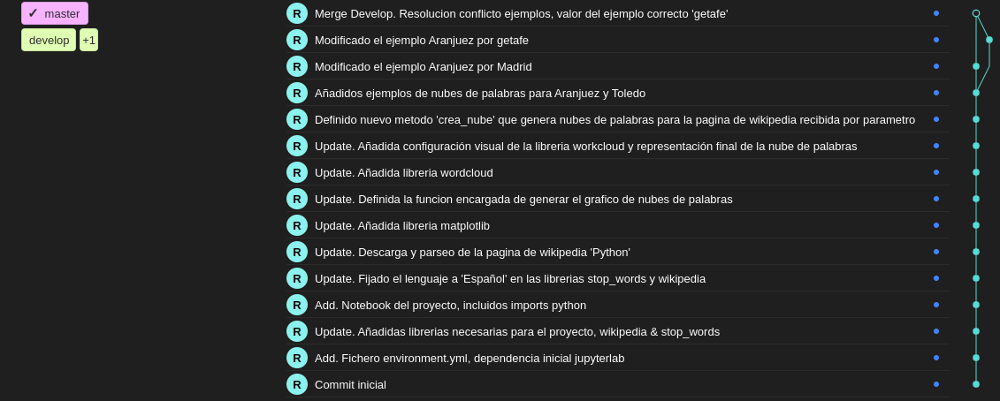 ✓ master
R Merge Develop. Resolucion conflicto ejemplos, valor del ejemplo correcto 'getafe'
develop +1
R Modificado el ejemplo Aranjuez por getafe
R Modificado el ejemplo Aranjuez por Madrid
R Añadidos ejemplos de nubes de palabras para Aranjuez y Toledo
R Definido nuevo metodo 'crea_nube' que genera nubes de palabras para la pagina de wikipedia recibida por parametro
R Update. Añadida configuración visual de la libreria workcloud y representación final de la nube de palabras
R Update. Añadida libreria wordcloud
R Update. Definida la funcion encargada de generar el grafico de nubes de palabras
R Update. Añadida libreria matplotlib
R Update. Descarga y parseo de la pagina de wikipedia 'Python'
R Update. Fijado el lenguaje a 'Español' en las librerias stop_words y wikipedia
R Add. Notebook del proyecto, incluidos imports python
R Update. Añadidas librerias necesarias para el proyecto, wikipedia & stop_words
R Add. Fichero environment.yml, dependencia inicial jupyterlab
R Commit inicial